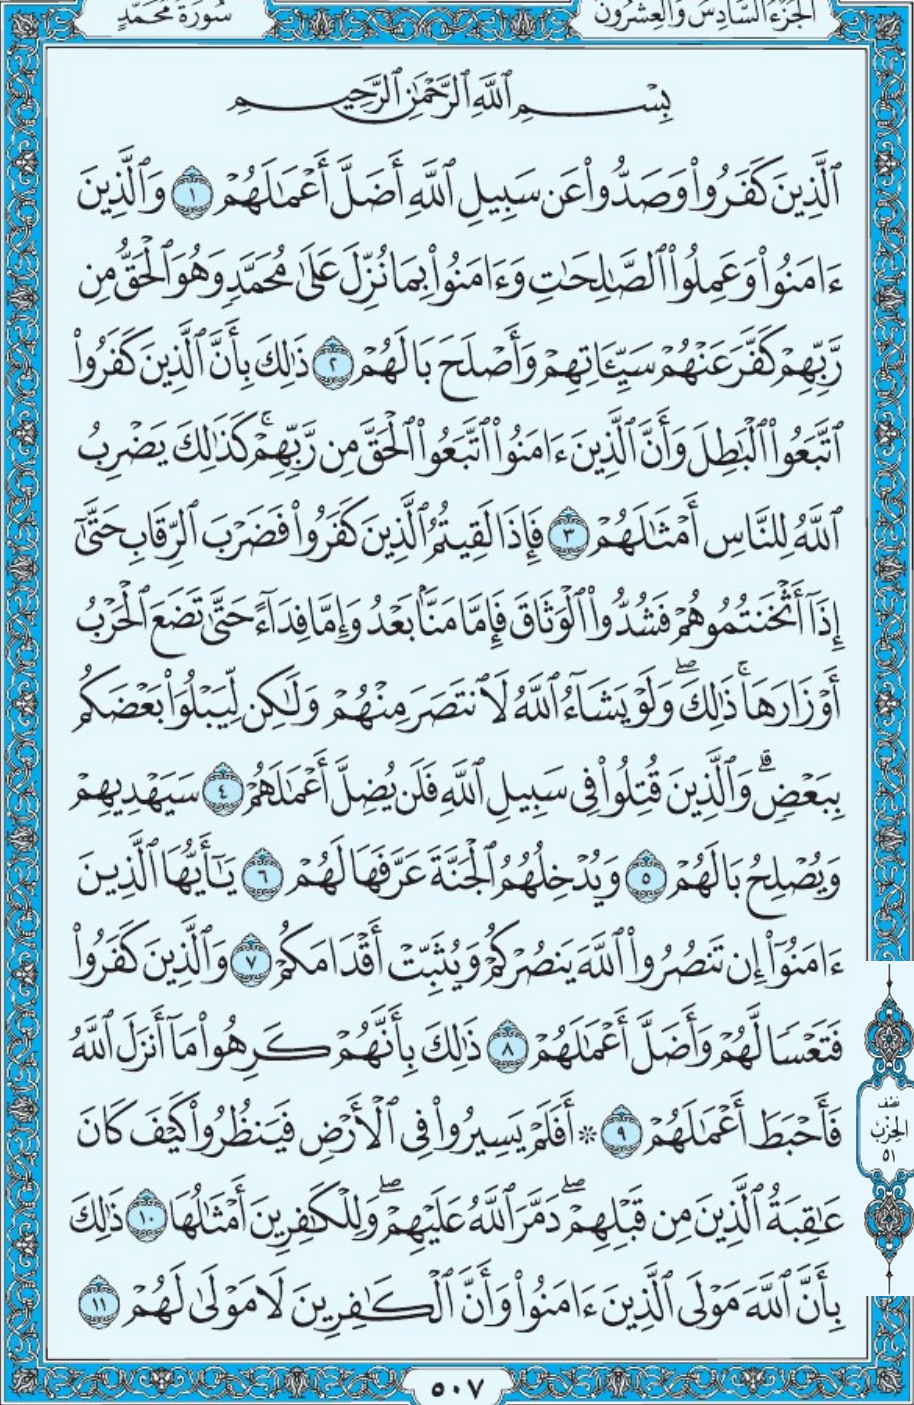 الجزء السادس والعشرون
سورة محمد
بِسْمِ ٱللَّهِ ٱلرَّحْمَٰنِ ٱلرَّحِيمِ
ٱلَّذِينَ كَفَرُوا۟ وَصَدُّوا۟ عَن سَبِيلِ ٱللَّهِ أَضَلَّ أَعْمَٰلَهُمْ ١ وَٱلَّذِينَ
ءَامَنُوا۟ وَعَمِلُوا۟ ٱلصَّٰلِحَٰتِ وَءَامَنُوا۟ بِمَا نُزِّلَ عَلَىٰ مُحَمَّدٍ وَهُوَ ٱلْحَقُّ مِن
رَّبِّهِمْ كَفَّرَ عَنْهُمْ سَيِّـَٔاتِهِمْ وَأَصْلَحَ بَالَهُمْ ٢ ذَٰلِكَ بِأَنَّ ٱلَّذِينَ كَفَرُوا۟
ٱتَّبَعُوا۟ ٱلْبَٰطِلَ وَأَنَّ ٱلَّذِينَ ءَامَنُوا۟ ٱتَّبَعُوا۟ ٱلْحَقَّ مِن رَّبِّهِمْ ۚ كَذَٰلِكَ يَضْرِبُ
ٱللَّهُ لِلنَّاسِ أَمْثَٰلَهُمْ ٣ فَإِذَا لَقِيتُمُ ٱلَّذِينَ كَفَرُوا۟ فَضَرْبَ ٱلرِّقَابِ حَتَّىٰٓ
إِذَآ أَثْخَنتُمُوهُمْ فَشُدُّوا۟ ٱلْوَثَاقَ فَإِمَّا مَنًّۢا بَعْدُ وَإِمَّا فِدَآءً حَتَّىٰ تَضَعَ ٱلْحَرْبُ
أَوْزَارَهَا ۚ ذَٰلِكَ ۖ وَلَوْ يَشَآءُ ٱللَّهُ لَٱنتَصَرَ مِنْهُمْ وَلَٰكِن لِّيَبْلُوَا۟ بَعْضَكُم
بِبَعْضٍ ۗ وَٱلَّذِينَ قُتِلُوا۟ فِى سَبِيلِ ٱللَّهِ فَلَن يُضِلَّ أَعْمَٰلَهُمْ ٤ سَيَهْدِيهِمْ
وَيُصْلِحُ بَالَهُمْ ٥ وَيُدْخِلُهُمُ ٱلْجَنَّةَ عَرَّفَهَا لَهُمْ ٦ يَٰٓأَيُّهَا ٱلَّذِينَ
ءَامَنُوٓا۟ إِن تَنصُرُوا۟ ٱللَّهَ يَنصُرْكُمْ وَيُثَبِّتْ أَقْدَامَكُمْ ٧ وَٱلَّذِينَ كَفَرُوا۟
فَتَعْسًا لَّهُمْ وَأَضَلَّ أَعْمَٰلَهُمْ ٨ ذَٰلِكَ بِأَنَّهُمْ كَرِهُوا۟ مَآ أَنزَلَ ٱللَّهُ
فَأَحْبَطَ أَعْمَٰلَهُمْ ٩ ۞ أَفَلَمْ يَسِيرُوا۟ فِى ٱلْأَرْضِ فَيَنظُرُوا۟ كَيْفَ كَانَ
عَٰقِبَةُ ٱلَّذِينَ مِن قَبْلِهِمْ ۖ دَمَّرَ ٱللَّهُ عَلَيْهِمْ ۖ وَلِلْكَٰفِرِينَ أَمْثَٰلُهَا ١٠ ذَٰلِكَ
بِأَنَّ ٱللَّهَ مَوْلَى ٱلَّذِينَ ءَامَنُوا۟ وَأَنَّ ٱلْكَٰفِرِينَ لَا مَوْلَىٰ لَهُمْ ١١
نصف
الحزب
٥١
٥٠٧